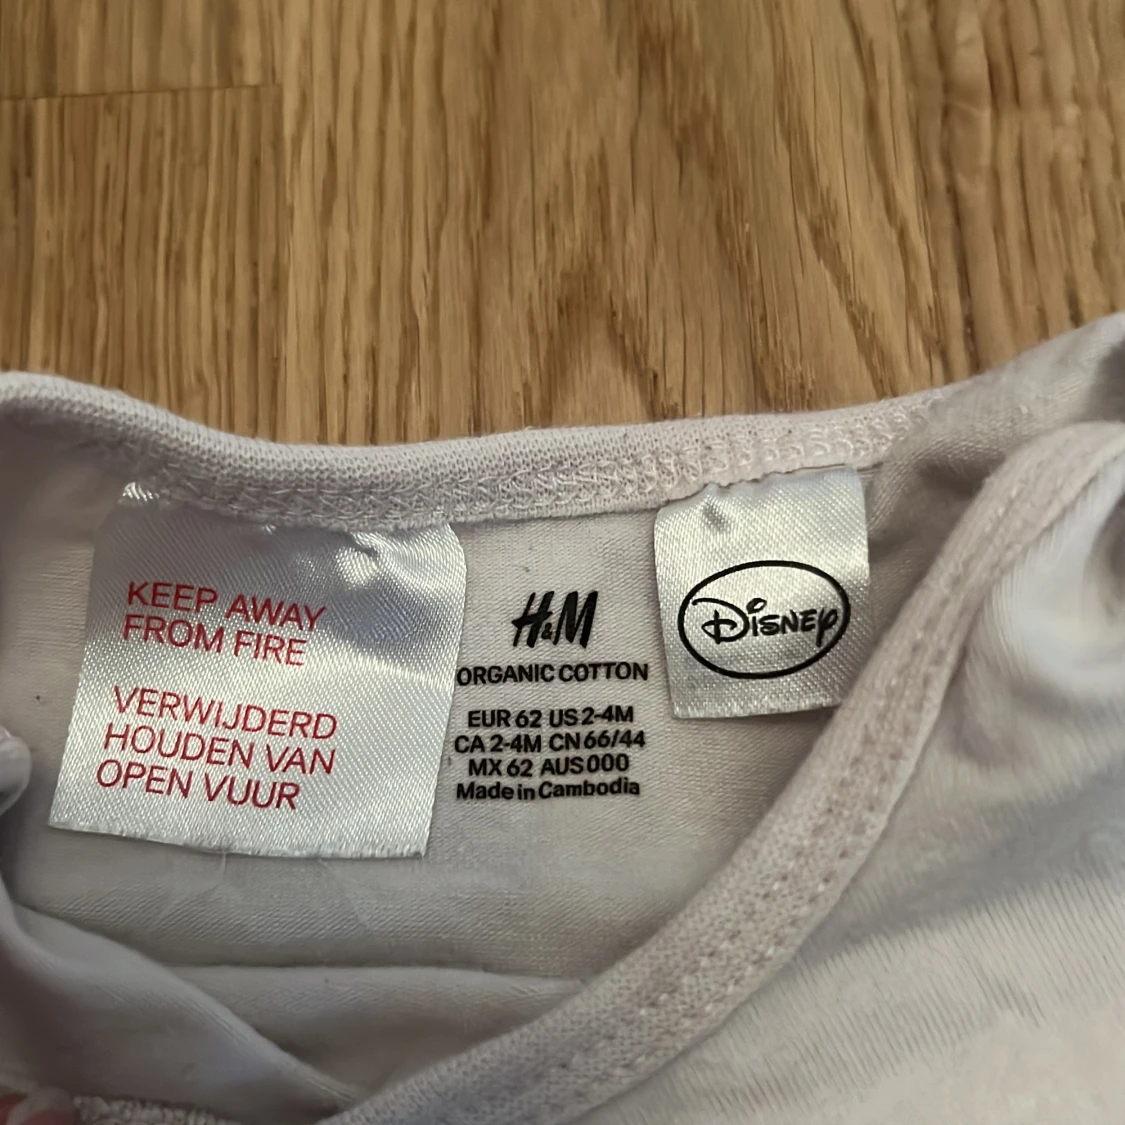 KEEP AWAY
FROM FIRE
VERWIJDERD
HOUDEN VAN
OPEN VUUR
H&M
ORGANIC COTTON
EUR 62 US 2-4M
CA 2-4M CN 66/44
MX 62 AUS 000
Made in Cambodia
Disney